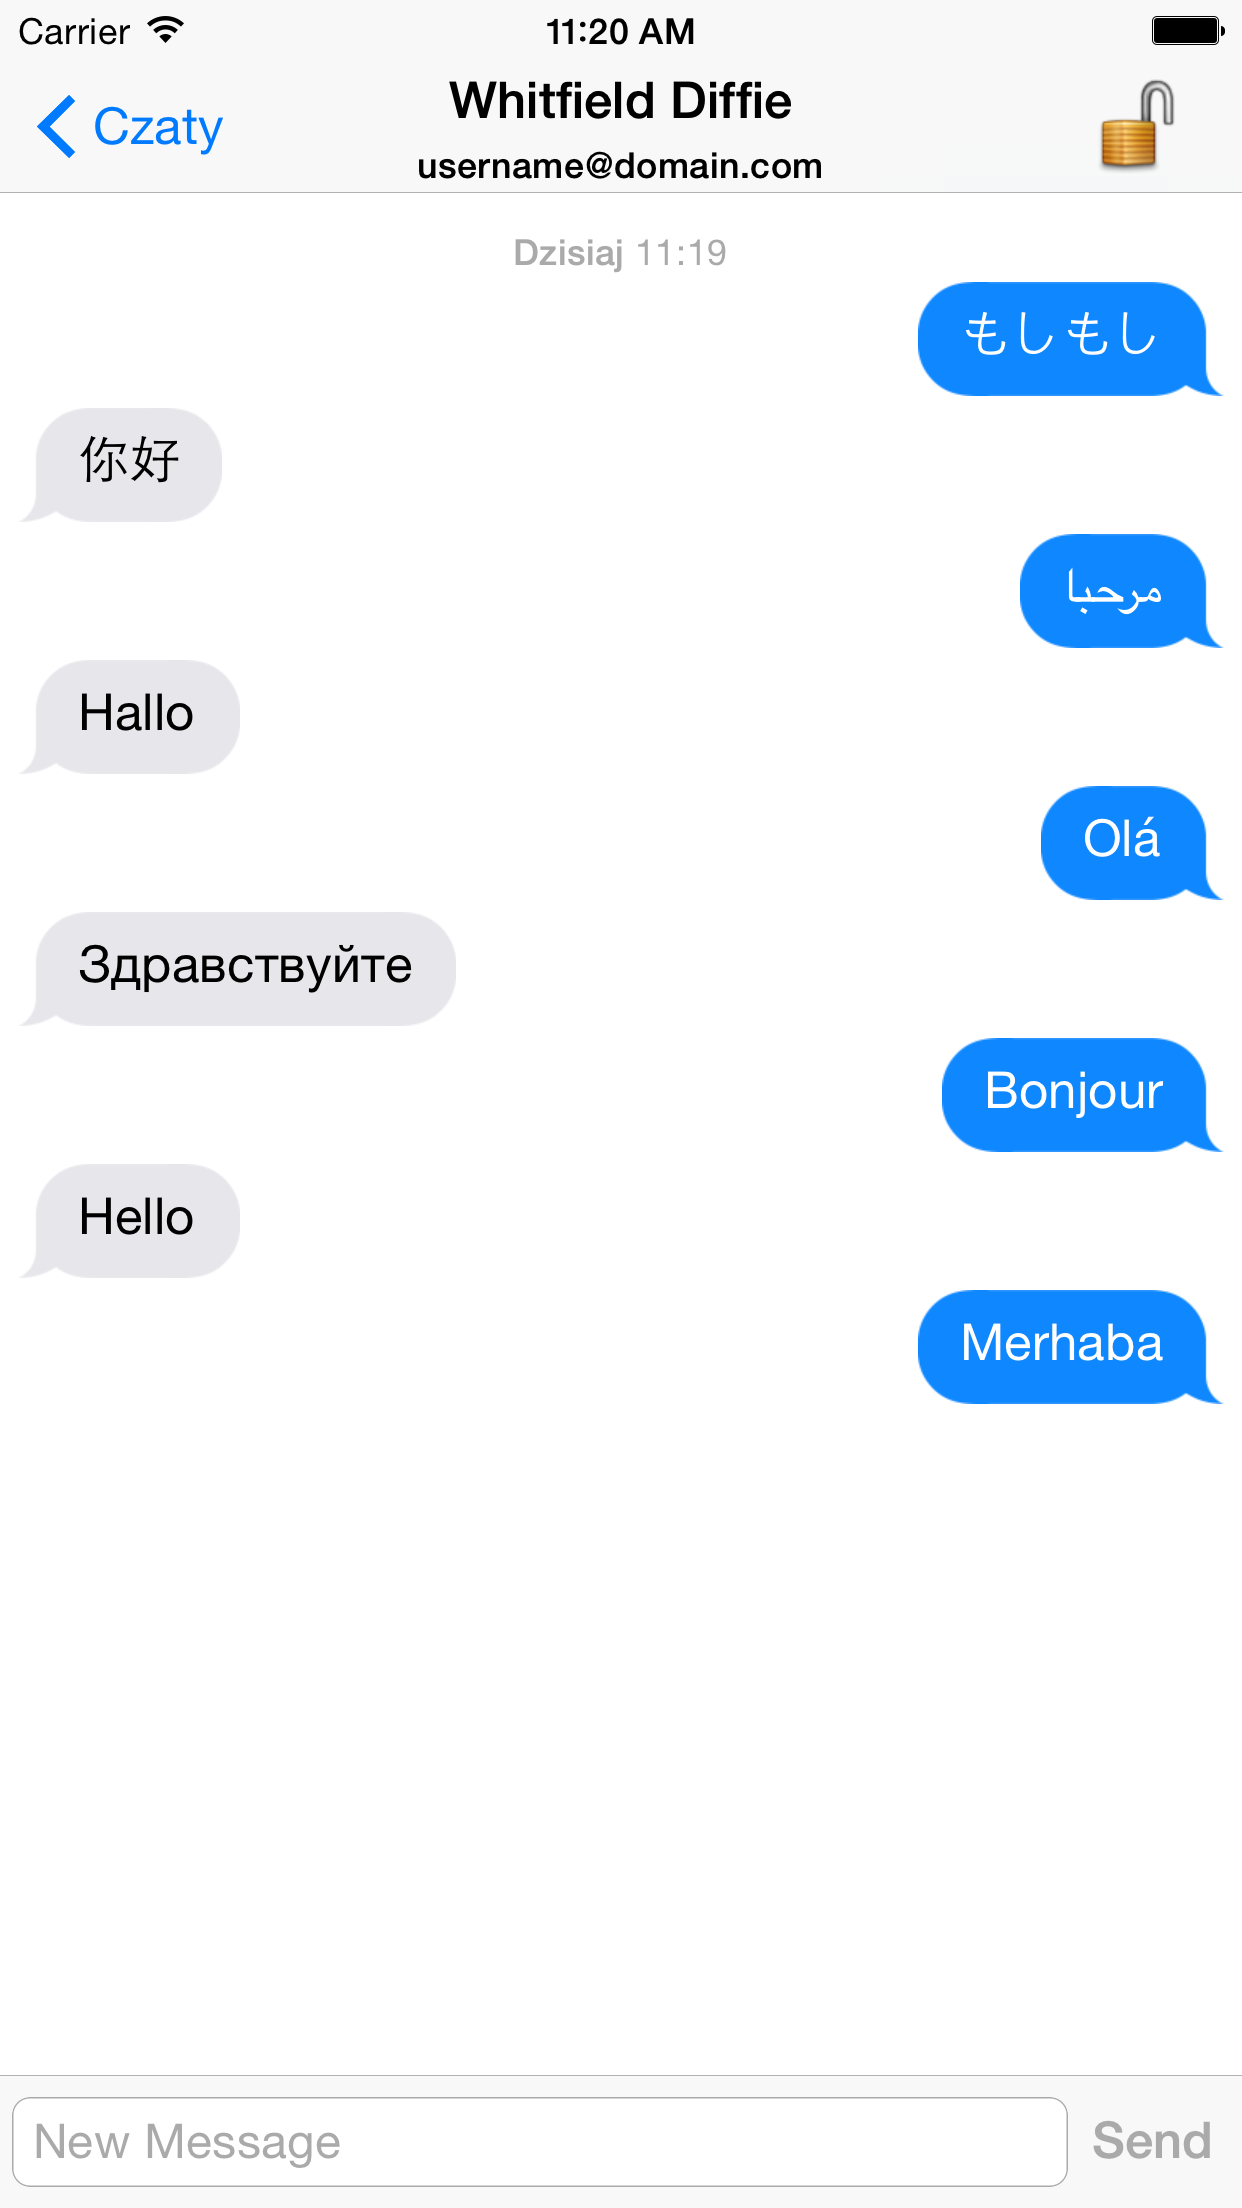 Carrier 11:20 AM
Czaty
Whitfield Diffie
username@domain.com
Dzisiaj 11:19
もしもし
你好
مرحبا
Hallo
Olá
Здравствуйте
Bonjour
Hello
Merhaba
New Message Send